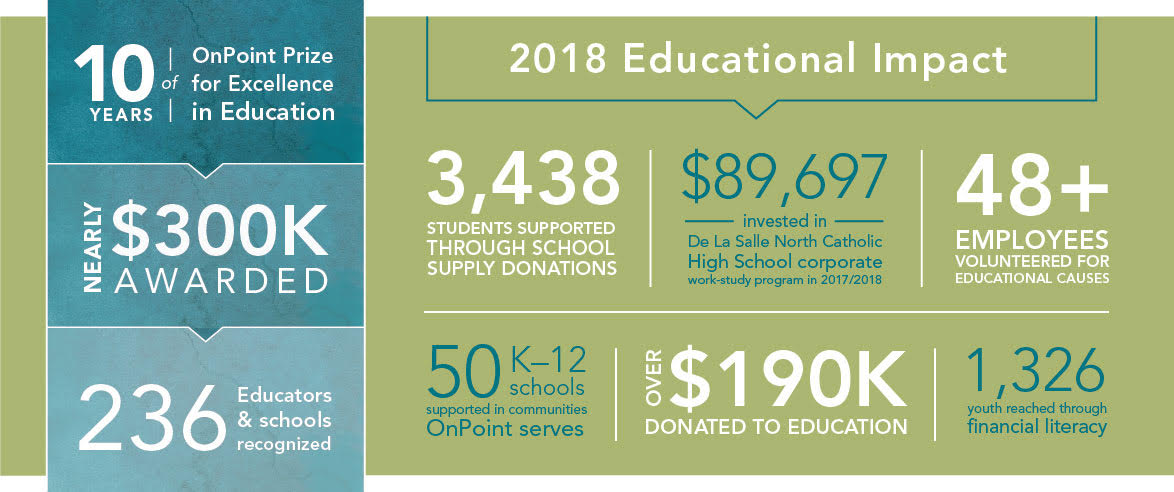 10
YEARS
of
OnPoint Prize
for Excellence
in Education
NEARLY
$300K
AWARDED
236
Educators
& schools
recognized
2018 Educational Impact
3,438
STUDENTS SUPPORTED
THROUGH SCHOOL
SUPPLY DONATIONS
$89,697
invested in
De La Salle North Catholic
High School corporate
work-study program in 2017/2018
48+
EMPLOYEES
VOLUNTEERED FOR
EDUCATIONAL CAUSES
50 K–12
schools
supported in communities
OnPoint serves
OVER
$190K
DONATED TO EDUCATION
1,326
youth reached through
financial literacy